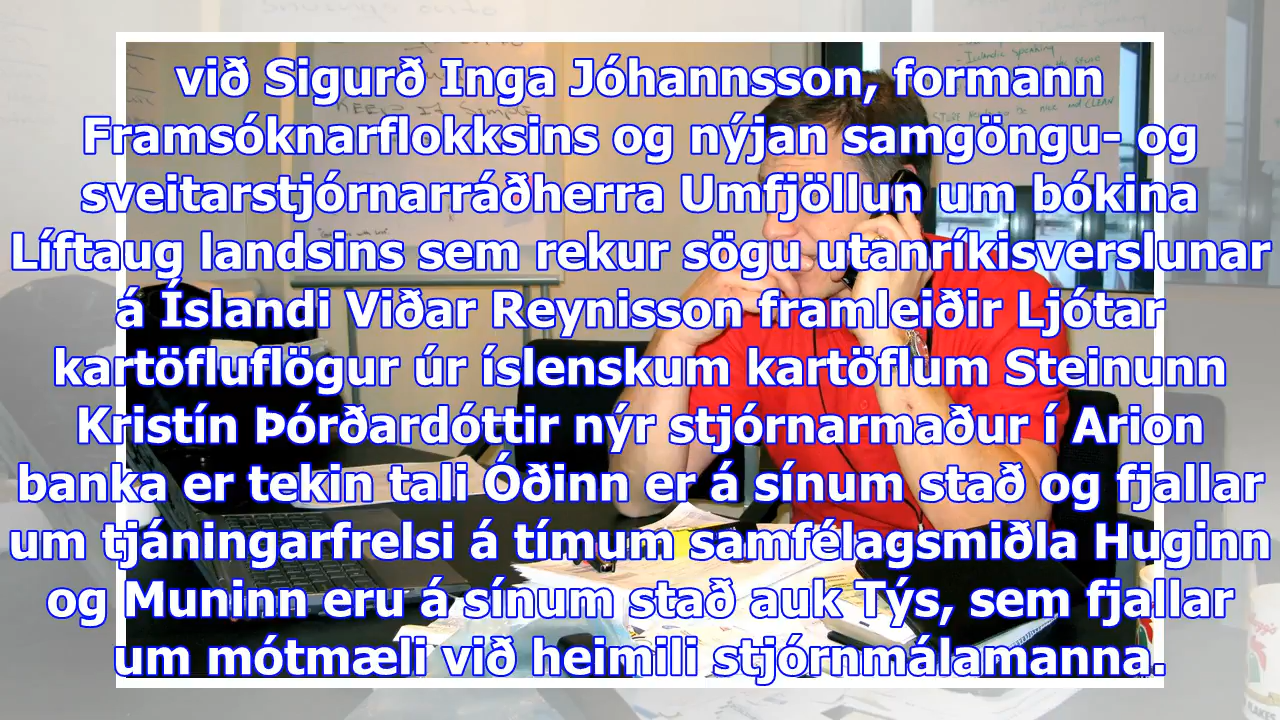 við Sigurð Inga Jóhannsson, formann
Framsóknarflokksins og nýjan samgöngu- og
sveitarstjórnarráðherra Umfjöllun um bókina
Líftaug landsins sem rekur sögu utanríkisverslunar
á Íslandi Viðar Reynisson framleiðir Ljótar
kartöfluflögur úr íslenskum kartöflum Steinunn
Kristín Þórðardóttir nýr stjórnarmaður í Arion
banka er tekin tali Óðinn er á sínum stað og fjallar
um tjáningarfrelsi á tímum samfélagsmiðla Huginn
og Muninn eru á sínum stað auk Týs, sem fjallar
um mótmæli við heimili stjórnmálamanna.